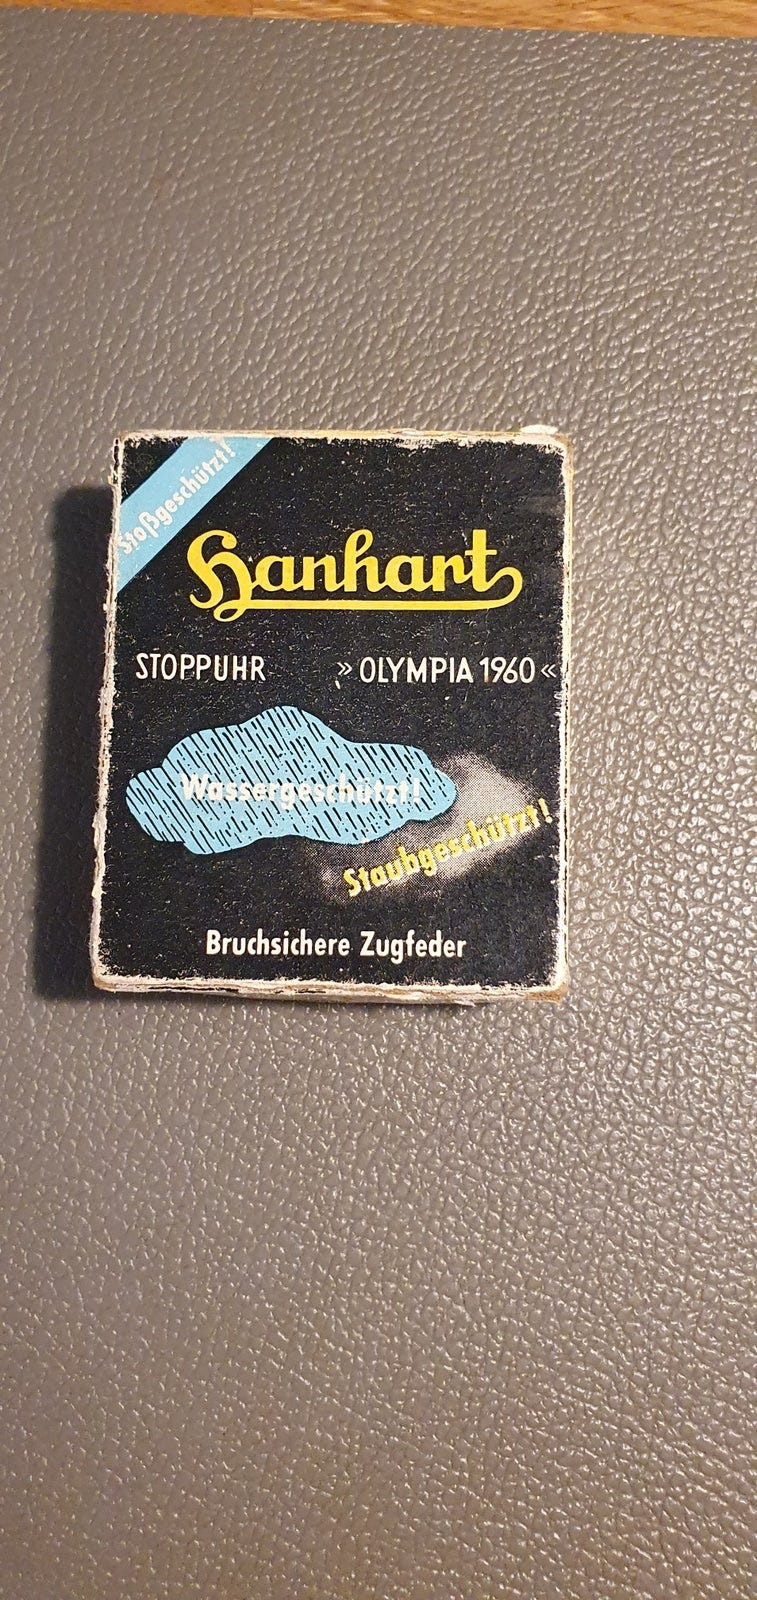 Stoßgeschützt!
Hanhart
STOPPUHR »OLYMPIA 1960«
Wassergeschützt!
Staubgeschützt!
Bruchsichere Zugfeder